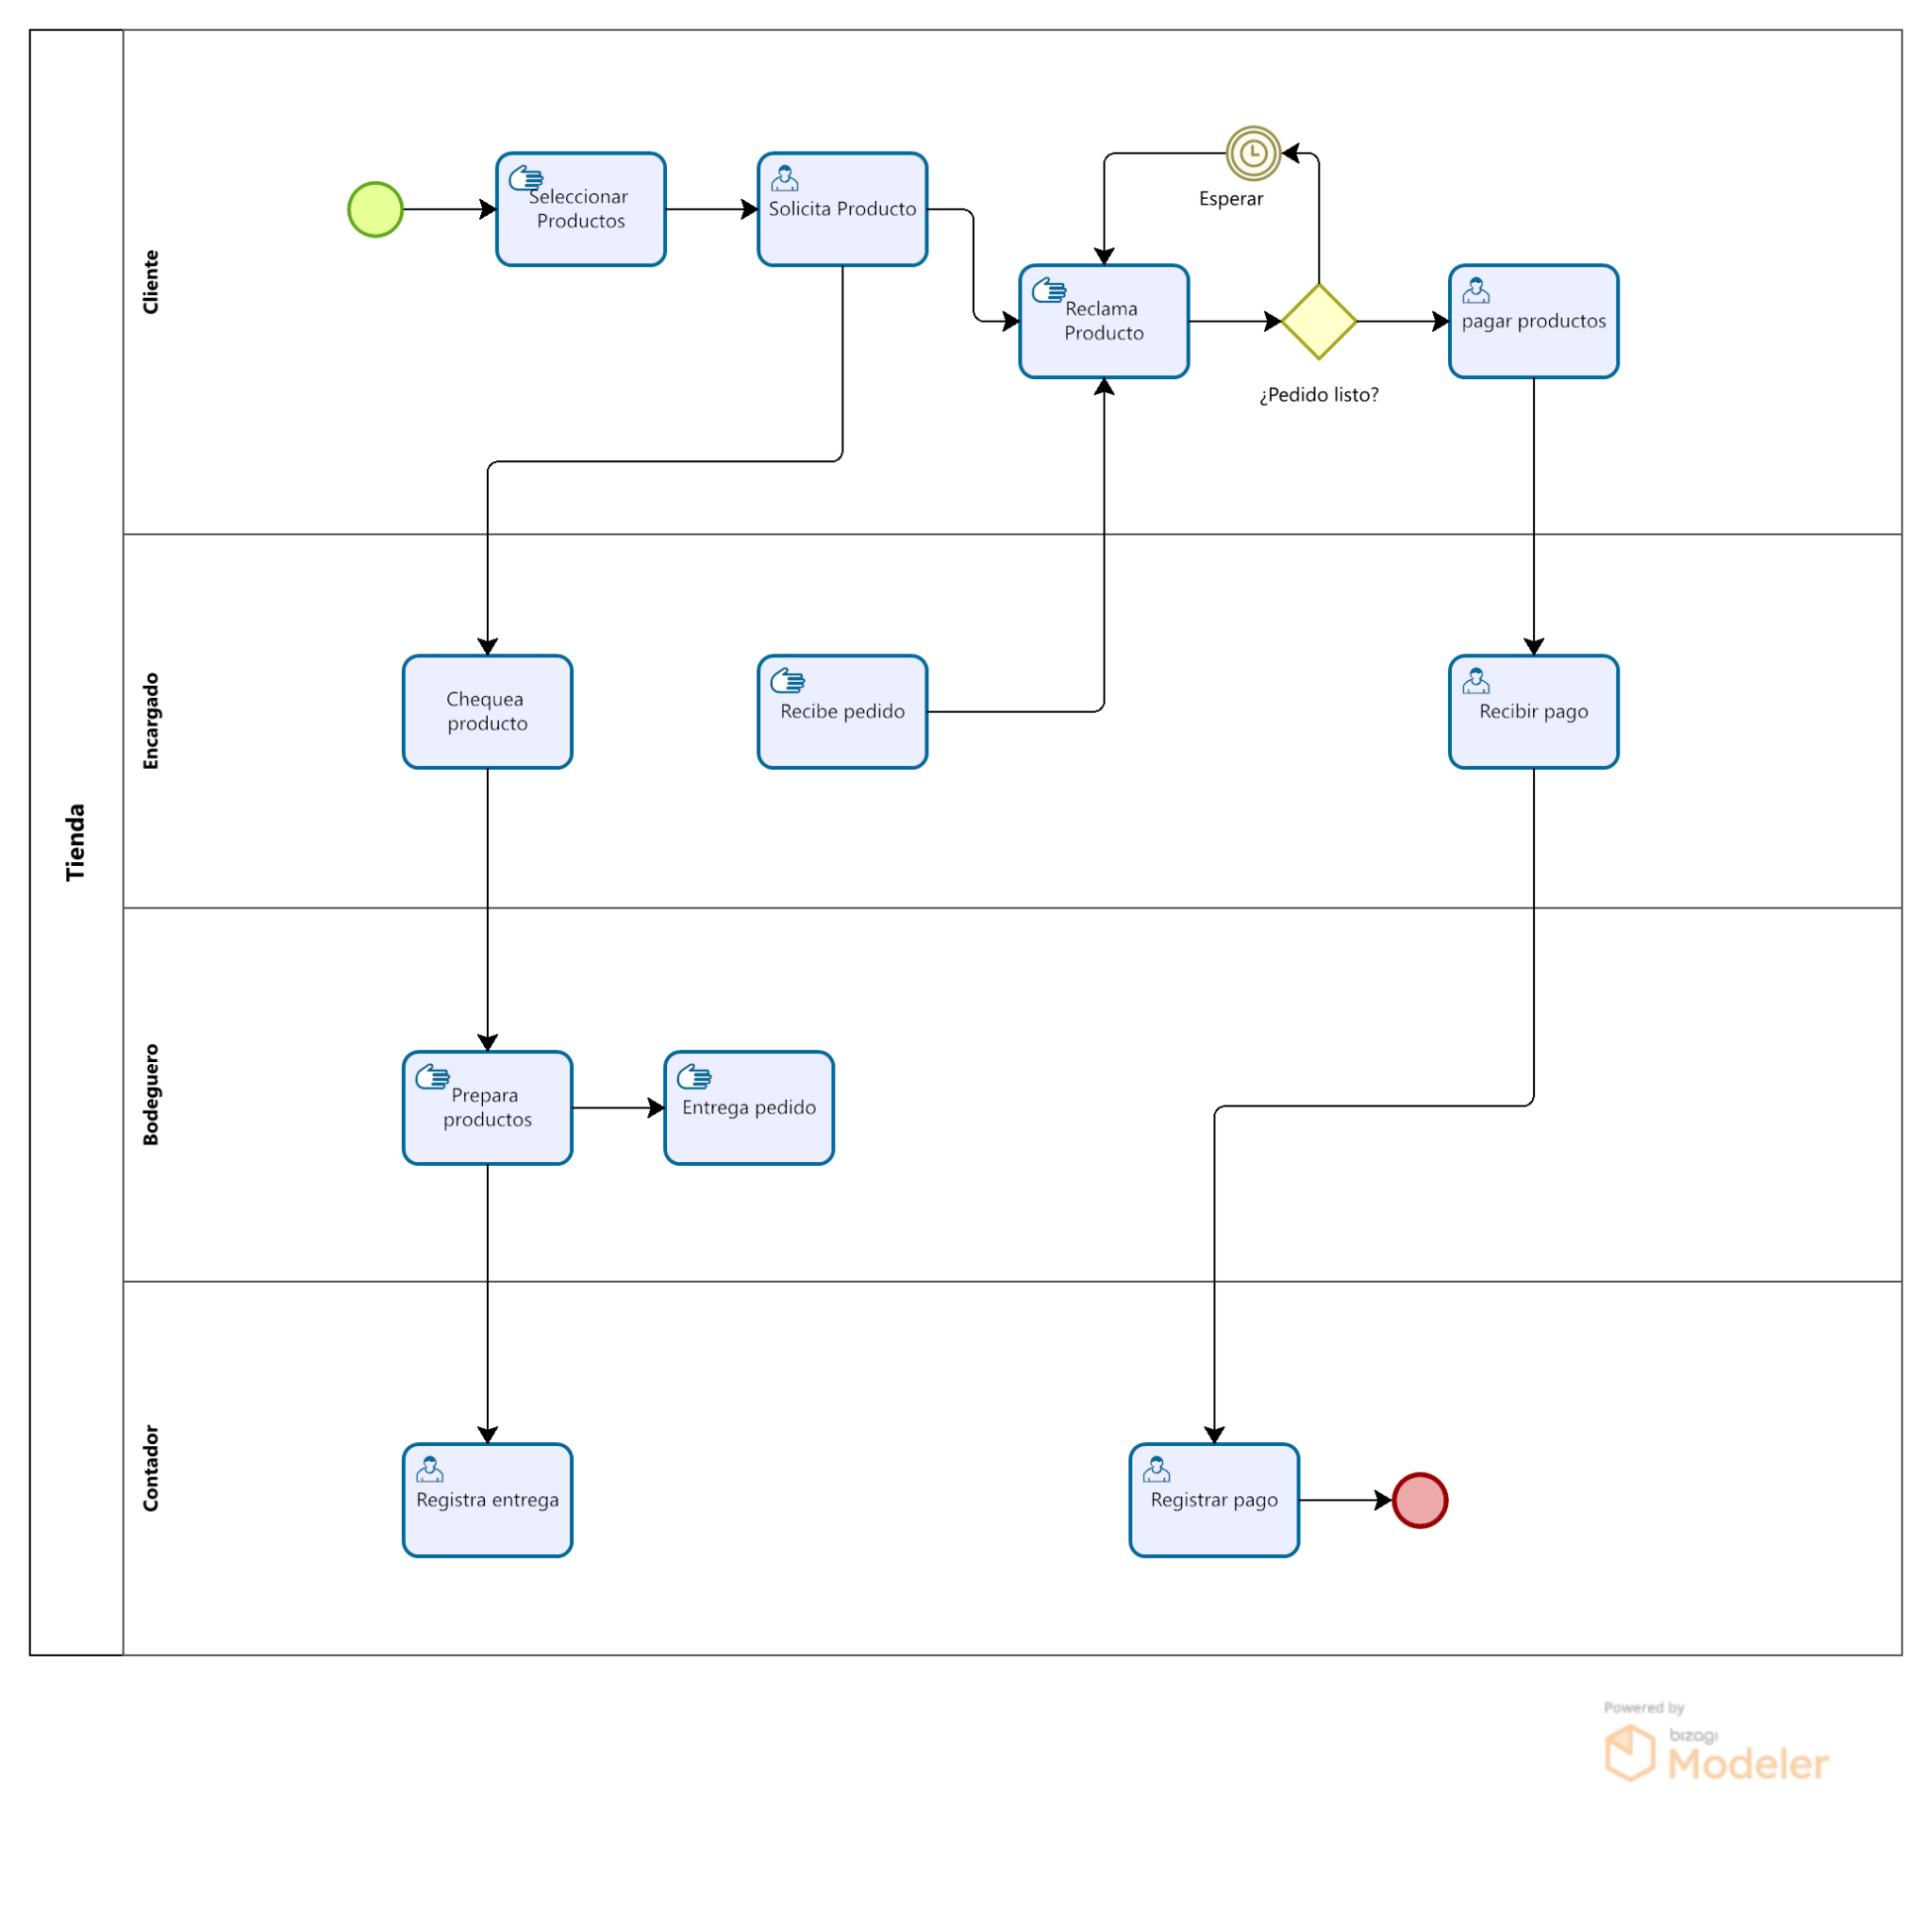 Tienda
Cliente
Seleccionar
Productos
Solicita Producto
Esperar
Reclama
Producto
¿Pedido listo?
pagar productos
Encargado
Chequea
producto
Recibe pedido
Recibir pago
Bodeguero
Prepara
productos
Entrega pedido
Contador
Registra entrega
Registrar pago
Powered by
bizagi
Modeler